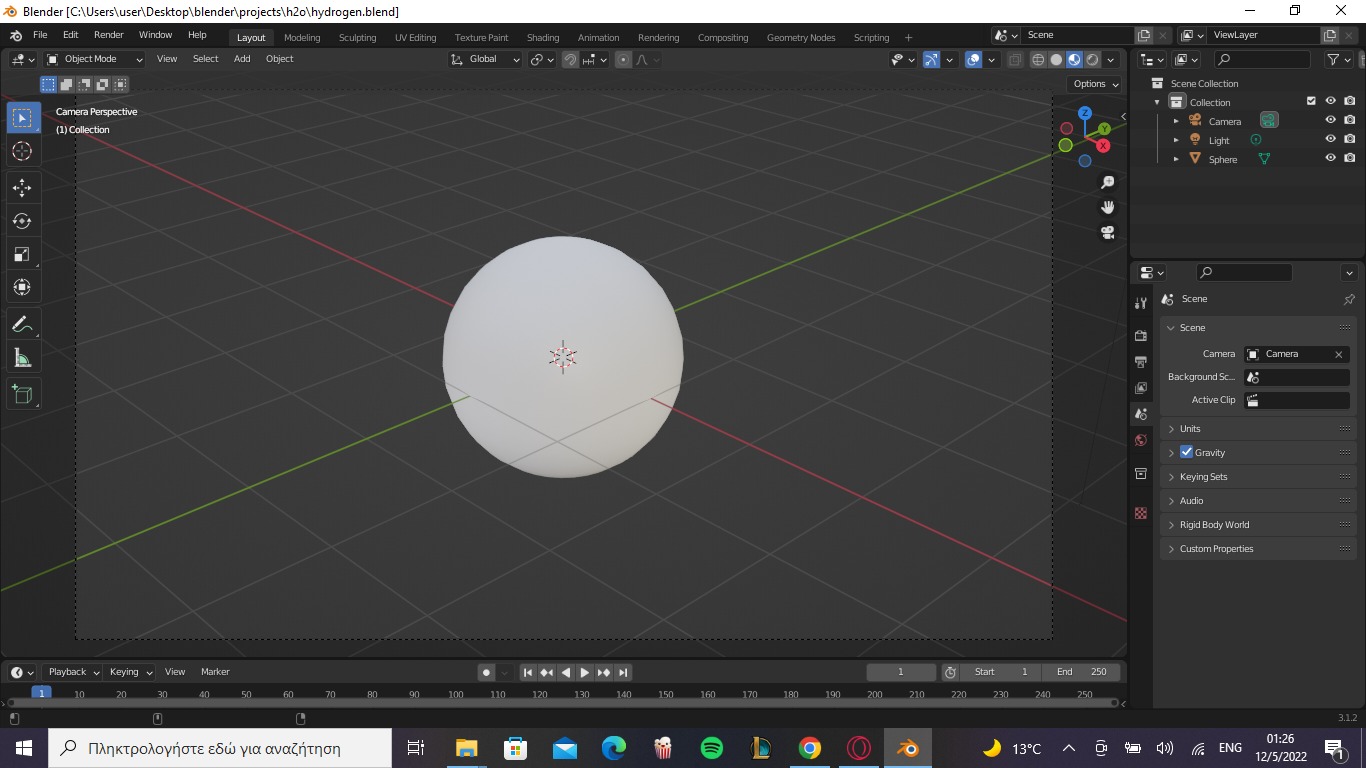 Blender [C:\Users\user\Desktop\blender\projects\h2o\hydrogen.blend]
File Edit Render Window Help Layout Modeling Sculpting UV Editing Texture Paint Shading Animation Rendering Compositing Geometry Nodes Scripting + Scene ViewLayer
Object Mode View Select Add Object Global
Options
Camera Perspective
(1) Collection
Z
Y
X
Scene Collection
Collection
Camera
Light
Sphere
Scene
Scene
Camera Camera
Background Sc...
Active Clip
Units
Gravity
Keying Sets
Audio
Rigid Body World
Custom Properties
Playback Keying View Marker 1 Start 1 End 250
1 10 20 30 40 50 60 70 80 90 100 110 120 130 140 150 160 170 180 190 200 210 220 230 240 250
3.1.2
Πληκτρολογήστε εδώ για αναζήτηση
13°C ENG
01:26
12/5/2022
1